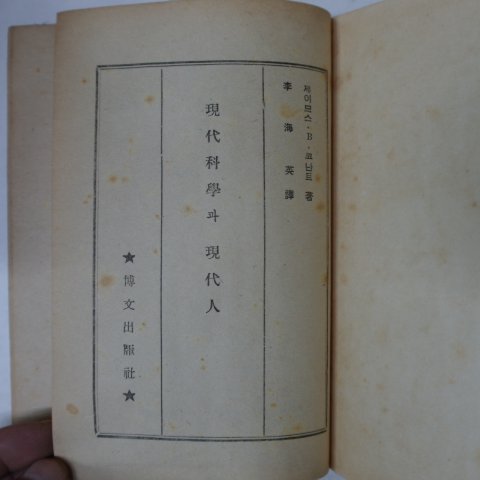 제이므스·B·코난트 著
李海英 譯
現代科學과 現代人
★博文出版社★